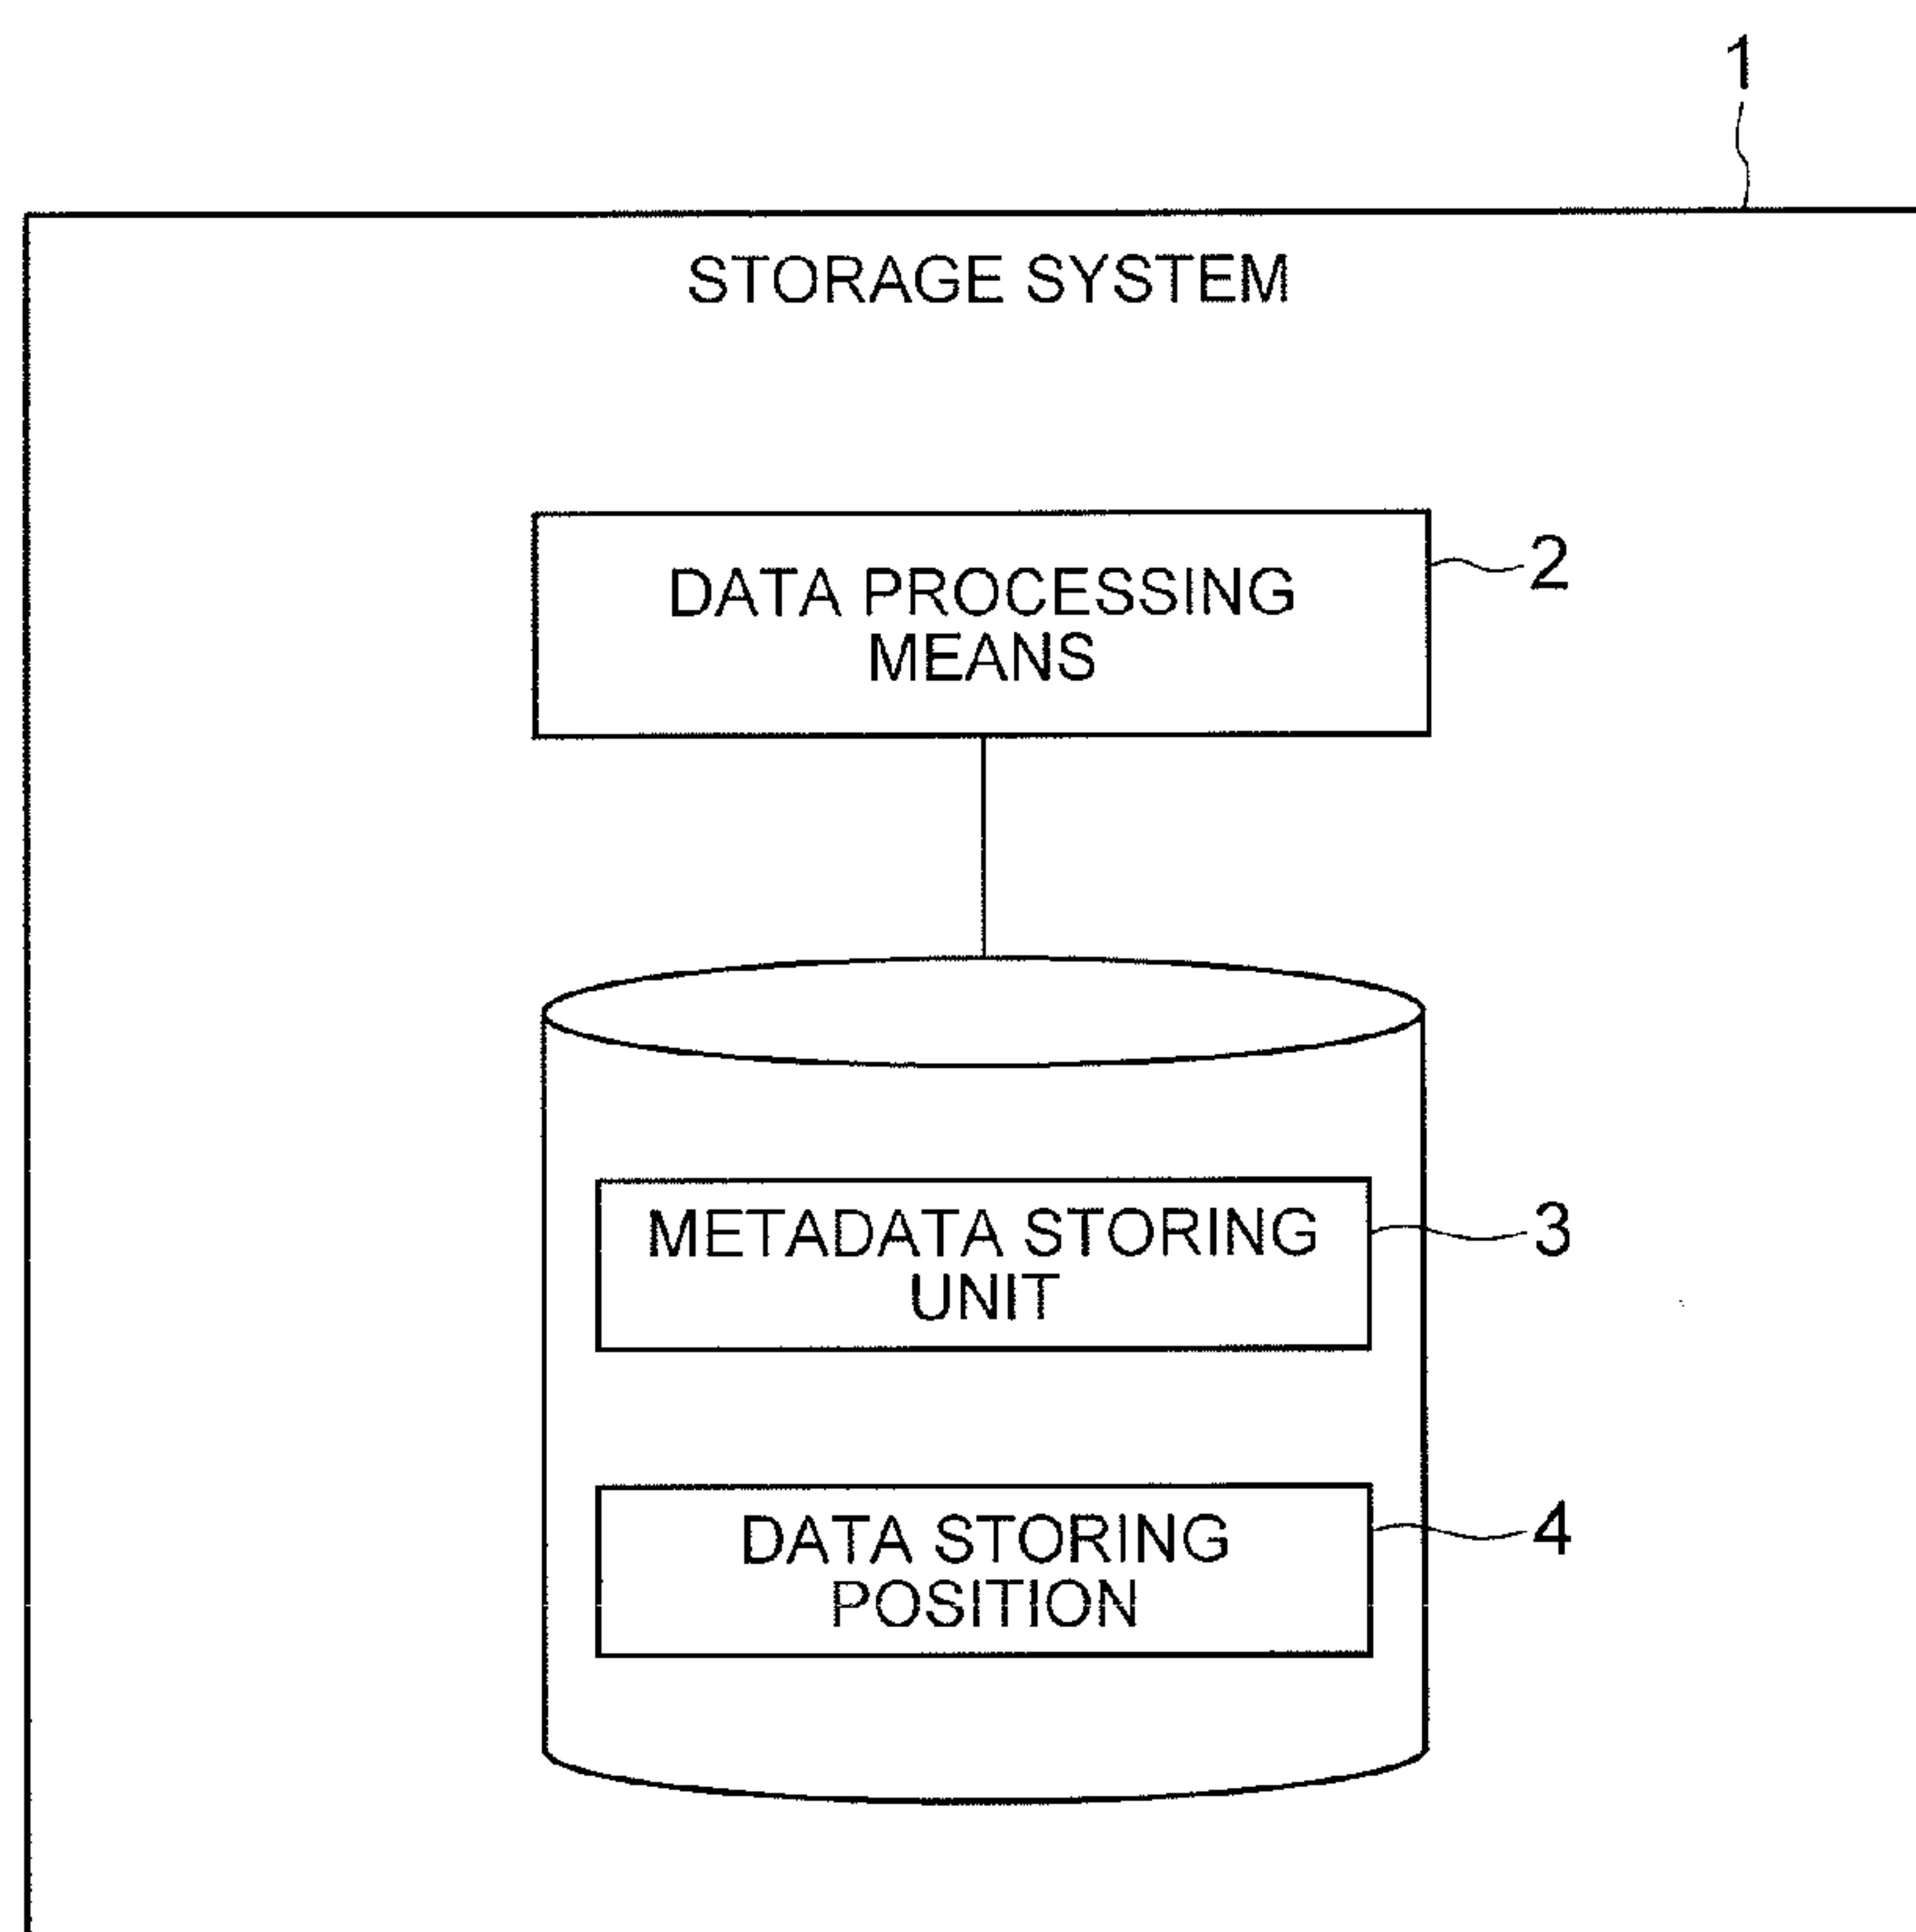 1
STORAGE SYSTEM
DATA PROCESSING
MEANS
2
METADATA STORING
UNIT
3
DATA STORING
POSITION
4